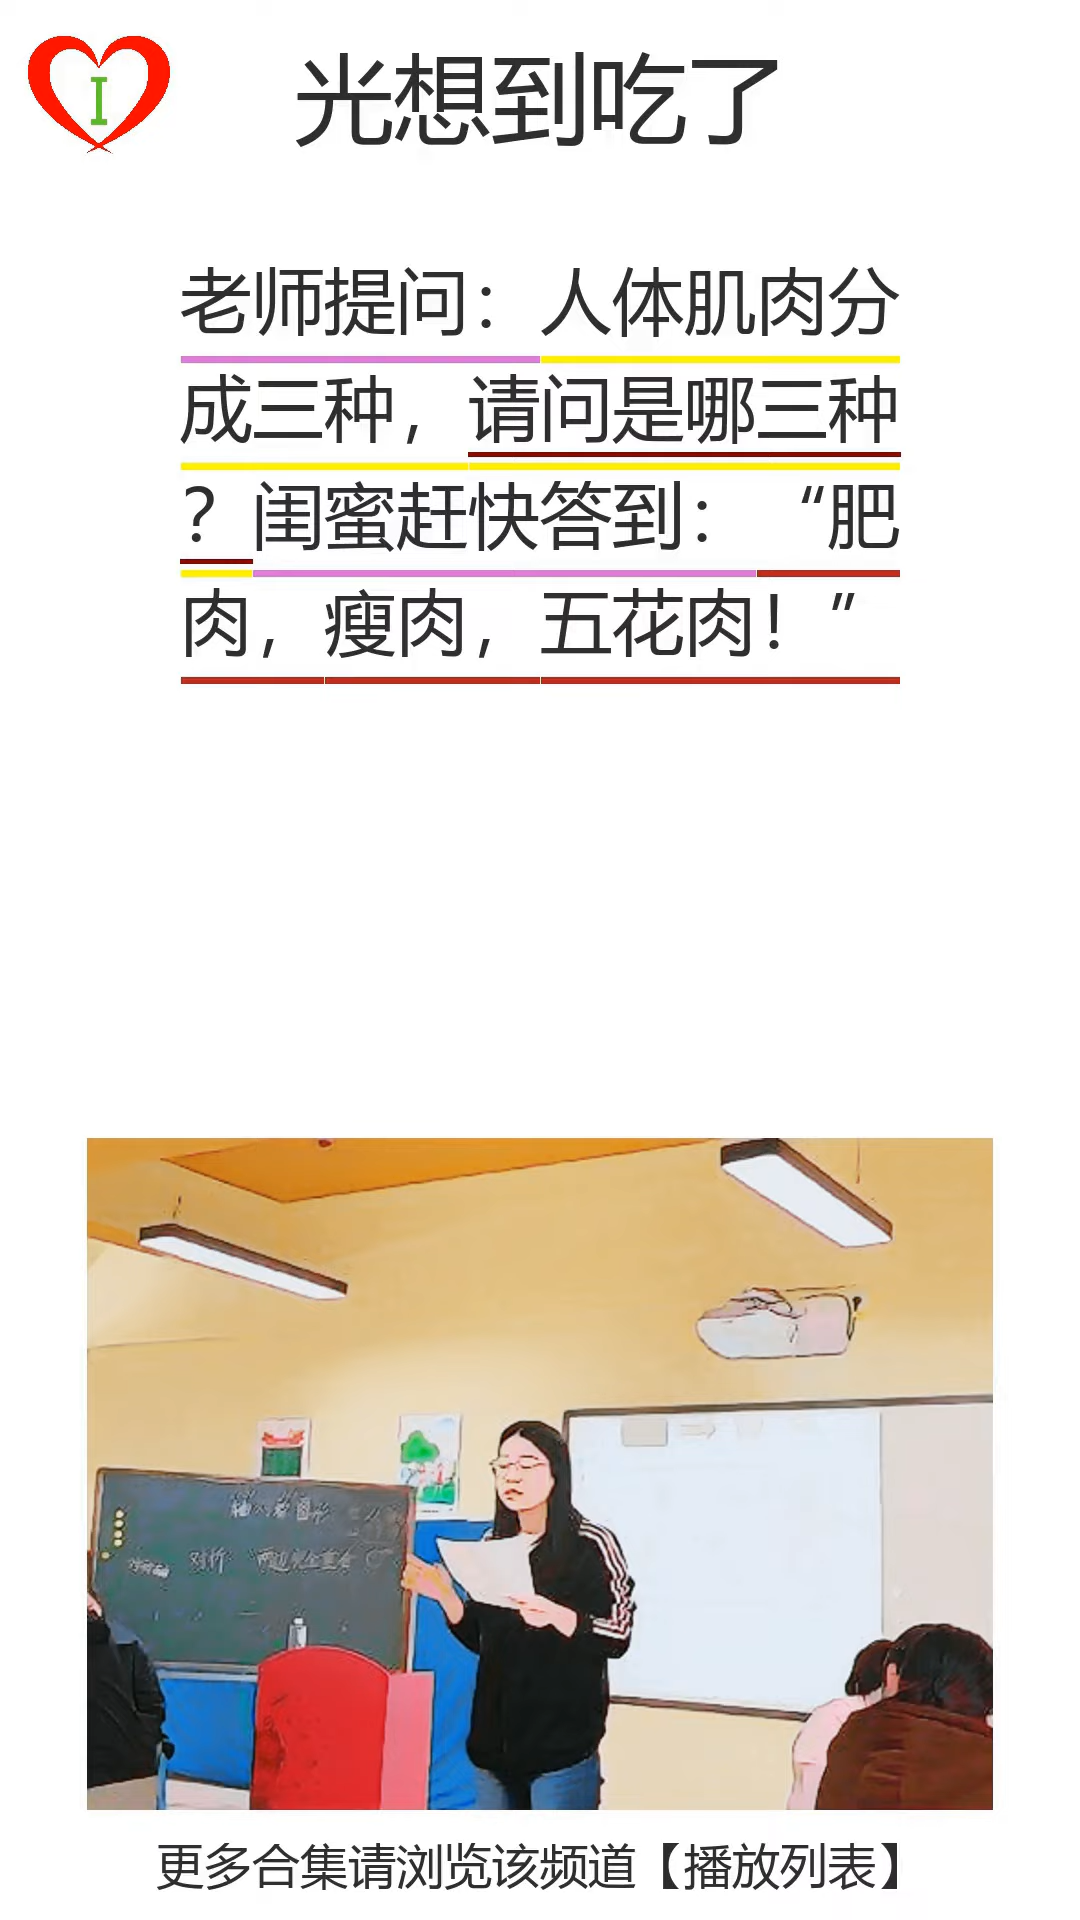 I
光想到吃了
老师提问：人体肌肉分
成三种，请问是哪三种
？闺蜜赶快答到：“肥
肉，瘦肉，五花肉！”
对折
更多合集请浏览该频道【播放列表】